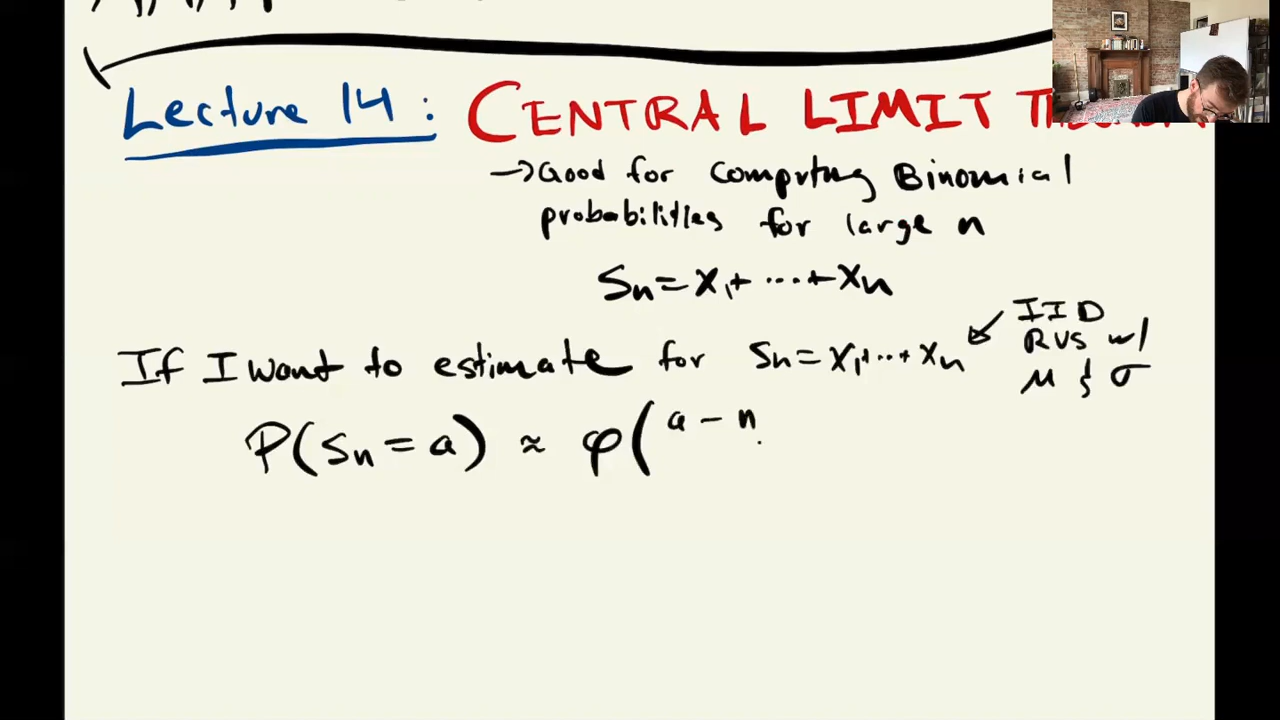 Lecture 14: CENTRAL LIMIT
→ Good for computing Binomial
probabilities for large n
Sn = X1 + ... + Xn
If I want to estimate for Sn = X1 + ... + Xn
IID
RVs w/
μ & σ
P(Sn = a) ≈ φ(a - n